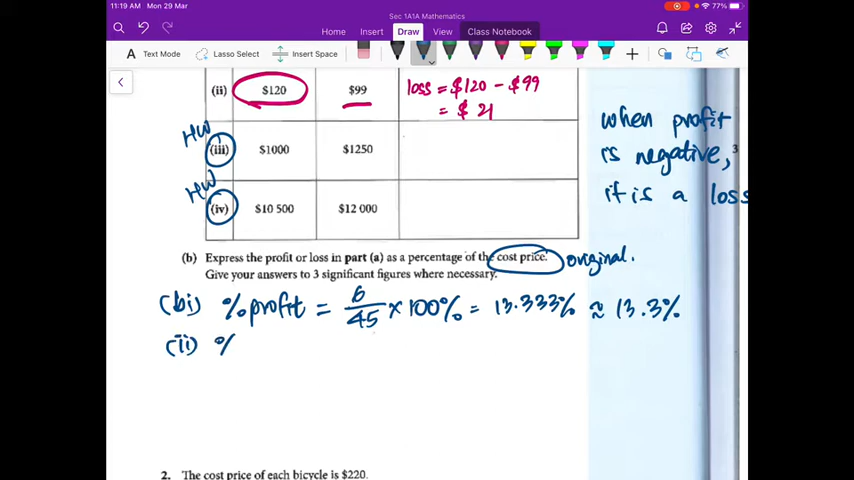 11:19 AM Mon 29 Mar
77%
Sec 1A1A Mathematics
Home Insert Draw View Class Notebook
A Text Mode Lasso Select Insert Space
(ii) $120 $99 loss = $120 - $99
= $ 21
HW (iii) $1000 $1250
HW (iv) $10 500 $12 000
when profit
is negative,
it is a loss
3
(b) Express the profit or loss in part (a) as a percentage of the cost price. original.
Give your answers to 3 significant figures where necessary.
(bi) % profit = 6/45 × 100% = 13.333% ≈ 13.3%
(ii) %
2. The cost price of each bicycle is $220.